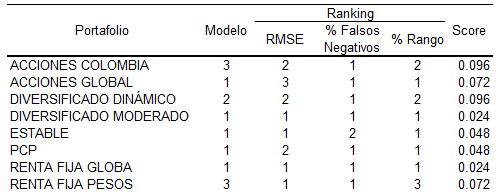 Ranking
Portafolio Modelo RMSE % Falsos Negativos % Rango Score
ACCIONES COLOMBIA 3 2 1 2 0.096
ACCIONES GLOBAL 1 3 1 1 0.072
DIVERSIFICADO DINÁMICO 2 2 1 2 0.096
DIVERSIFICADO MODERADO 1 1 1 1 0.024
ESTABLE 1 1 2 1 0.048
PCP 1 2 1 1 0.048
RENTA FIJA GLOBA 1 1 1 1 0.024
RENTA FIJA PESOS 3 1 1 3 0.072